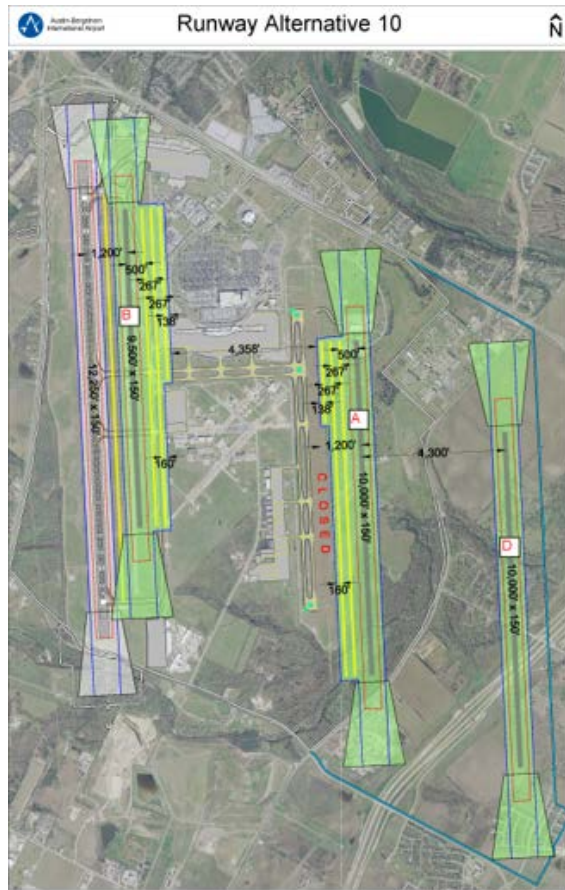 Austin-Bergstrom
International Airport
Runway Alternative 10
N
1,200'
500'
267'
267'
138'
B
9,500' x 150'
12,250' x 150'
160'
4,358'
500'
267'
267'
138'
A
1,200'
10,000' x 150'
CLOSED
160'
4,300'
D
10,000' x 150'